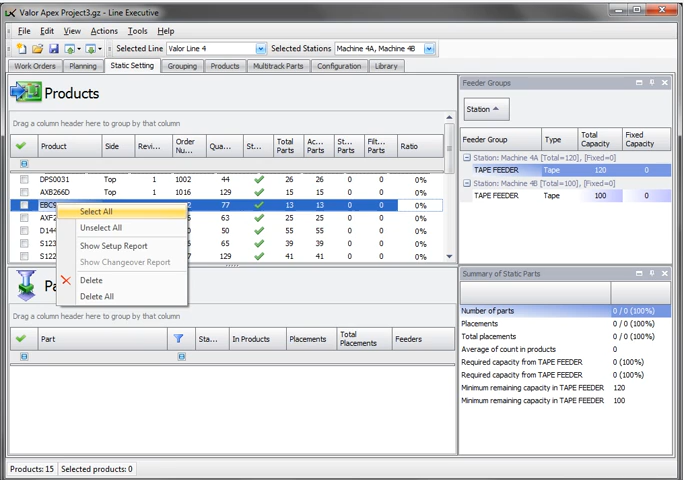 Valor Apex Project3.gz - Line Executive
File Edit View Actions Tools Help
Selected Line Valor Line 4 Selected Stations Machine 4A, Machine 4B
Work Orders Planning Static Setting Grouping Products Multitrack Parts Configuration Library
Products
Drag a column header here to group by that column
Product Side Revi... Order Nu... Qua... St... Total Parts Ac... Parts St... Parts Filt... Parts Ratio
DPS0031 Top 1 1002 44 26 26 0 0 0%
AXB266D Top 1 1016 129 15 15 0 0 0%
77 13 13 0 0 0%
63 25 25 0 0 0%
50 55 55 0 0 0%
S123 65 39 39 0 0 0%
S122 129 41 41 0 0 0%
Select All
Unselect All
Show Setup Report
Show Changeover Report
Delete
Delete All
Drag a column header here to group by that column
Part Sta... In Products Placements Total Placements Feeders
Feeder Groups
Station
Feeder Group Type Total Capacity Fixed Capacity
Station: Machine 4A [Total=120], [Fixed=0]
TAPE FEEDER Tape 120 0
Station: Machine 4B [Total=100], [Fixed=0]
TAPE FEEDER Tape 100 0
Summary of Static Parts
Number of parts 0 / 0 (100%)
Placements 0 / 0 (100%)
Total placements 0 / 0 (100%)
Average of count in products 0
Required capacity from TAPE FEEDER 0 (100%)
Required capacity from TAPE FEEDER 0 (100%)
Minimum remaining capacity in TAPE FEEDER 120
Minimum remaining capacity in TAPE FEEDER 100
Products: 15 Selected products: 0